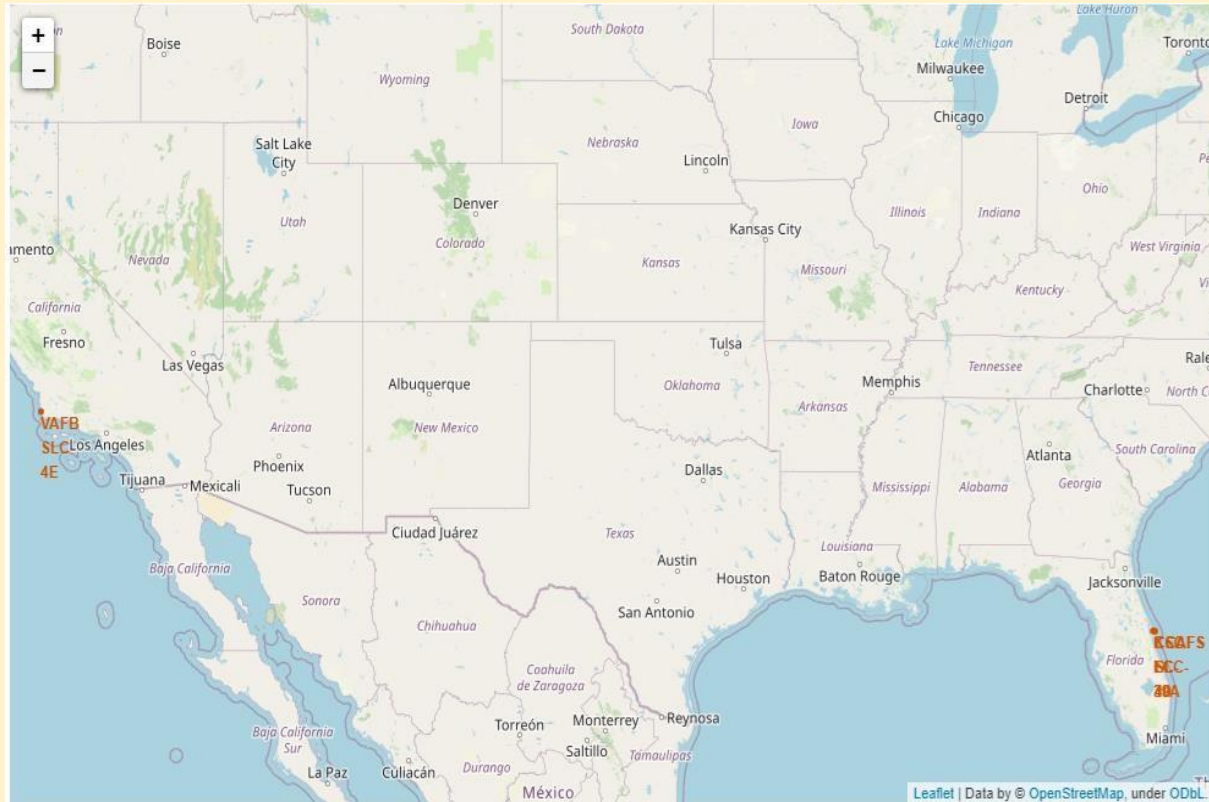 Lake Huron
+
−
Boise
South Dakota
Lake Michigan
Toronto
Milwaukee
Wyoming
Detroit
Chicago
Iowa
Salt Lake
City
Nebraska
Lincoln
Ohio
Denver
Utah
Illinois
Indiana
Kansas City
Colorado
amento
Nevada
West Virginia
Kansas
Missouri
Kentucky
California
Fresno
Las Vegas
Tulsa
Tennessee
Albuquerque
Oklahoma
Memphis
Charlotte
North C
Arkansas
VAFB
SLC-
4E
Los Angeles
Arizona
New Mexico
South Carolina
Atlanta
Phoenix
Dallas
Tijuana
Mexicali
Tucson
Mississippi
Alabama
Georgia
Ciudad Juárez
Texas
Louisiana
Austin
Baja California
Houston
Baton Rouge
Jacksonville
Sonora
San Antonio
Chihuahua
Florida
Coahuila
de Zaragoza
Torreón
Monterrey
Reynosa
Baja California
Sur
Saltillo
Tamaulipas
Miami
La Paz
Culiacán
Durango
México
Leaflet | Data by © OpenStreetMap, under ODbL.